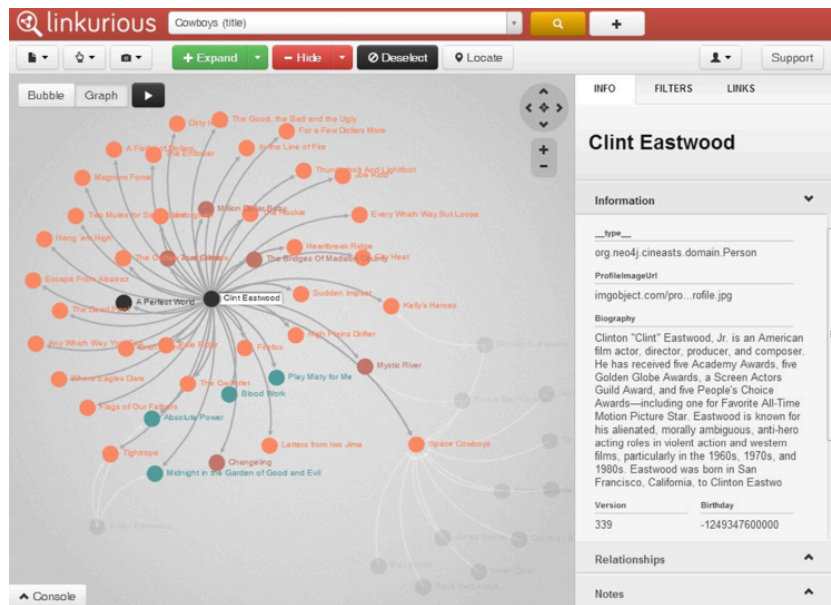 linkurious
Cowboys (title)
Expand
Hide
Deselect
Locate
Support
Bubble
Graph
INFO
FILTERS
LINKS
Clint Eastwood
Information
__type__
org.neo4j.cineasts.domain.Person
ProfileImageUrl
imgobject.com/pro...rofile.jpg
Biography
Clinton "Clint" Eastwood, Jr. is an American
film actor, director, producer, and composer.
He has received five Academy Awards, five
Golden Globe Awards, a Screen Actors
Guild Award, and five People's Choice
Awards—including one for Favorite All-Time
Motion Picture Star. Eastwood is known for
his alienated, morally ambiguous, anti-hero
acting roles in violent action and western
films, particularly in the 1960s, 1970s, and
1980s. Eastwood was born in San
Francisco, California, to Clinton Eastwo
Version
Birthday
339
-1249347600000
Relationships
Notes
The Good, the Bad and the Ugly
For a Few Dollars More
In the Line of Fire
The Enforcer
Magnum Force
Joe Kidd
Every Which Way But Loose
Hang 'em High
Heartbreak Ridge
City Heat
Escape From Alcatraz
Sudden Impact
A Perfect World
Clint Eastwood
Kelly's Heroes
High Plains Drifter
Firefox
Mystic River
Where Eagles Dare
The Gauntlet
Play Misty for Me
Blood Work
Flags of Our Fathers
Absolute Power
Letters from Iwo Jima
Space Cowboys
Tightrope
Changeling
Midnight in the Garden of Good and Evil
Console